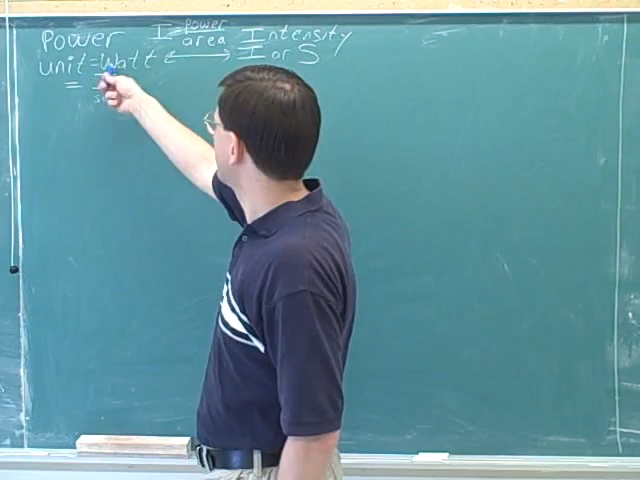 Power I = power/area Intensity
unit = Watt ↔ I or S
=